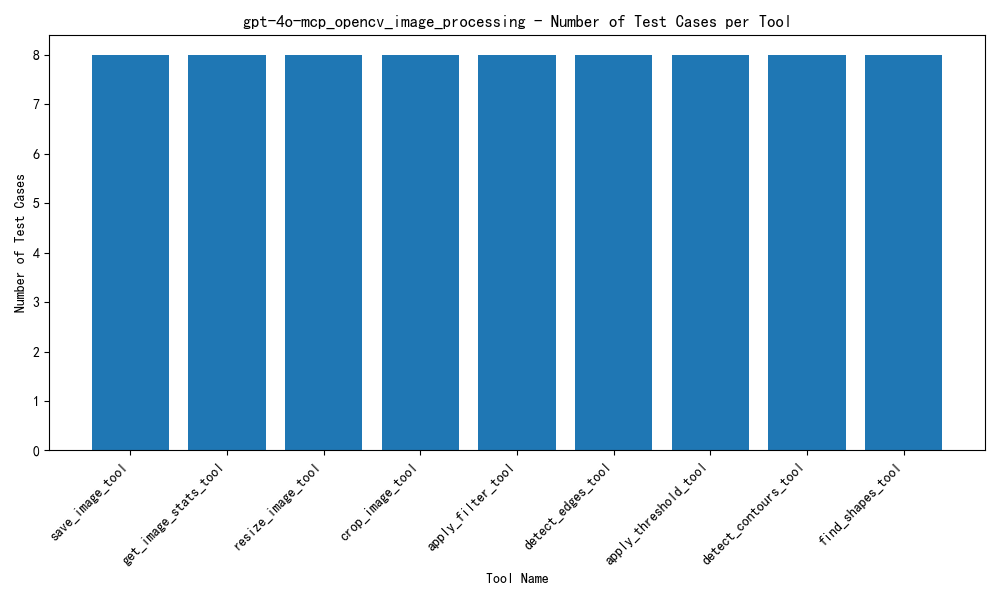 gpt-4o-mcp_opencv_image_processing - Number of Test Cases per Tool
Number of Test Cases
8
7
6
5
4
3
2
1
0
save_image_tool
get_image_stats_tool
resize_image_tool
crop_image_tool
apply_filter_tool
detect_edges_tool
apply_threshold_tool
detect_contours_tool
find_shapes_tool
Tool Name